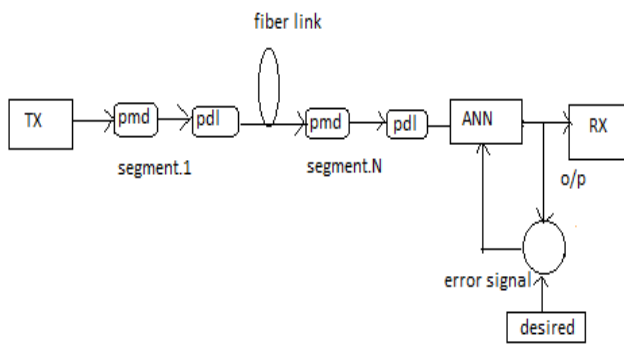 fiber link
TX
pmd
pdl
pmd
pdl
ANN
RX
segment.1
segment.N
o/p
error signal
desired